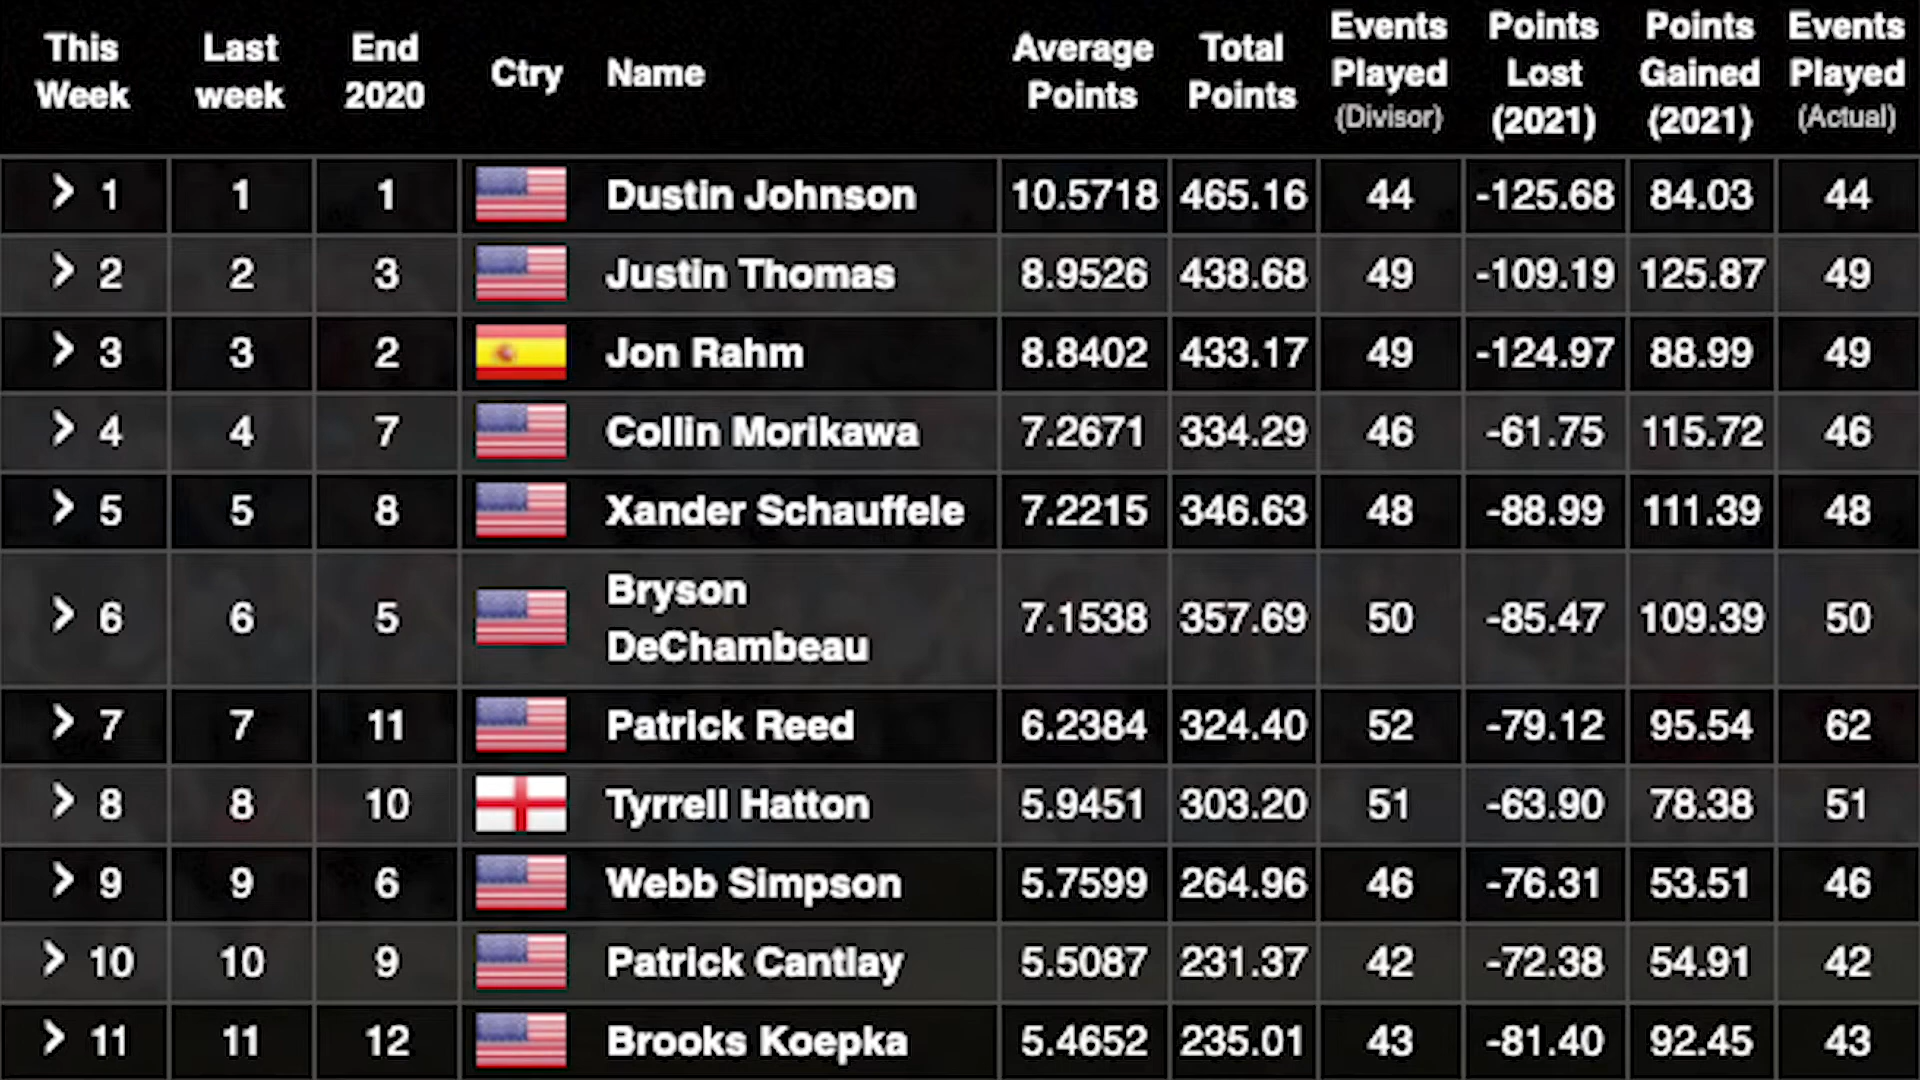 This Week Last week End 2020 Ctry Name Average Points Total Points Events Played (Divisor) Points Lost (2021) Points Gained (2021) Events Played (Actual)
1 1 1 Dustin Johnson 10.5718 465.16 44 -125.68 84.03 44
2 2 3 Justin Thomas 8.9526 438.68 49 -109.19 125.87 49
3 3 2 Jon Rahm 8.8402 433.17 49 -124.97 88.99 49
4 4 7 Collin Morikawa 7.2671 334.29 46 -61.75 115.72 46
5 5 8 Xander Schauffele 7.2215 346.63 48 -88.99 111.39 48
6 6 5 Bryson DeChambeau 7.1538 357.69 50 -85.47 109.39 50
7 7 11 Patrick Reed 6.2384 324.40 52 -79.12 95.54 62
8 8 10 Tyrrell Hatton 5.9451 303.20 51 -63.90 78.38 51
9 9 6 Webb Simpson 5.7599 264.96 46 -76.31 53.51 46
10 10 9 Patrick Cantlay 5.5087 231.37 42 -72.38 54.91 42
11 11 12 Brooks Koepka 5.4652 235.01 43 -81.40 92.45 43